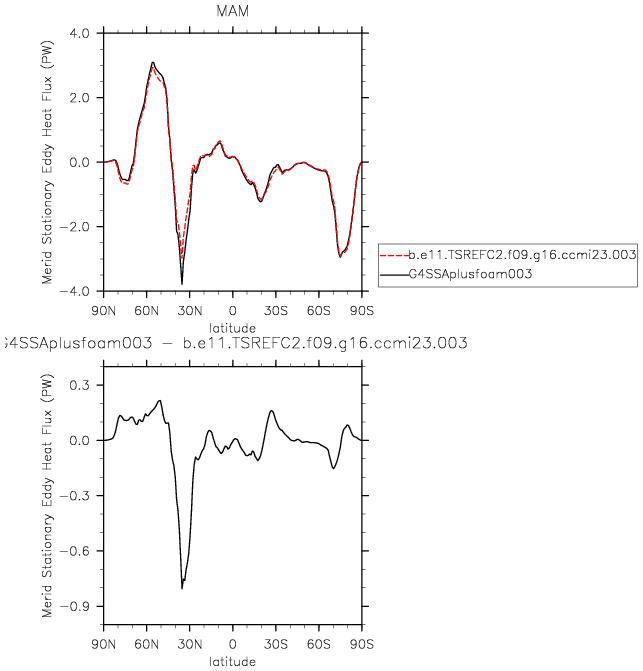 MAM
Merid Stationary Eddy Heat Flux (PW)
4.0
2.0
0.0
−2.0
−4.0
90N 60N 30N 0 30S 60S 90S
latitude
b.e11.TSREFC2.f09.g16.ccmi23.003
G4SSAplusfoam003
G4SSAplusfoam003 − b.e11.TSREFC2.f09.g16.ccmi23.003
Merid Stationary Eddy Heat Flux (PW)
0.3
0.0
−0.3
−0.6
−0.9
90N 60N 30N 0 30S 60S 90S
latitude